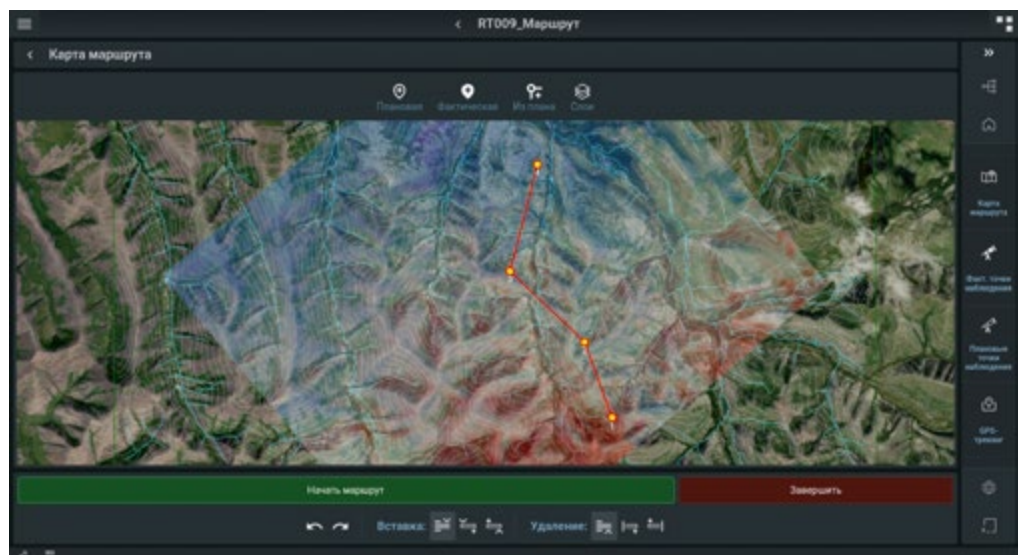 ‹ RT009_Маршрут
‹ Карта маршрута
»
Плановая Фактическая Из плана Слои
Карта
маршрута
Факт. точки
наблюдения
Плановые
точки
наблюдения
GPS-
трекинг
Начать маршрут Завершить
Вставка: Удаление: